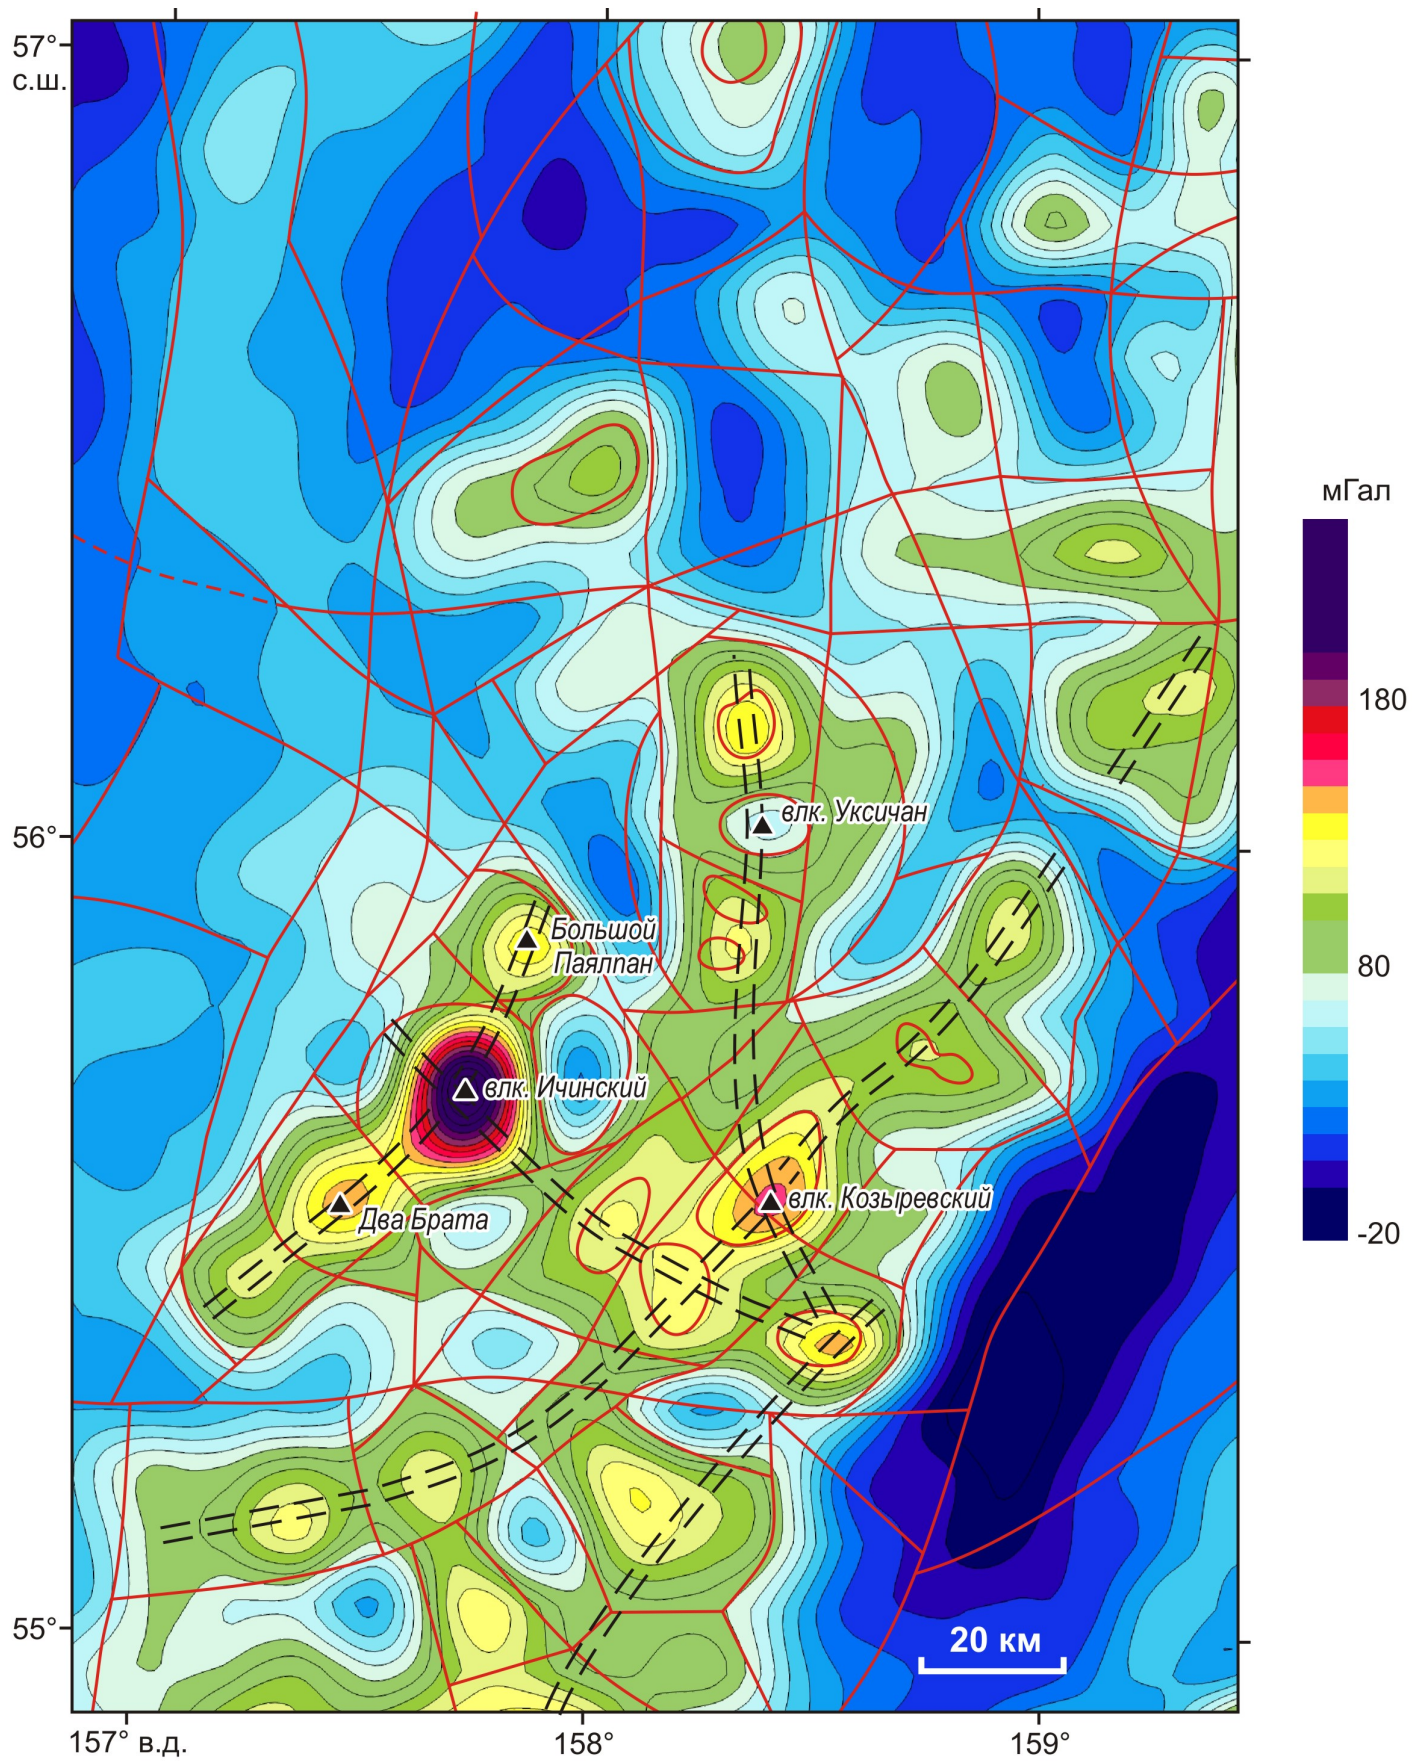 57°
с.ш.
мГал
180
влк. Уксичан
56°
Большой
Паялпан
80
влк. Ичинский
влк. Козыревский
Два Брата
-20
55°
20 км
157° в.д.
158°
159°